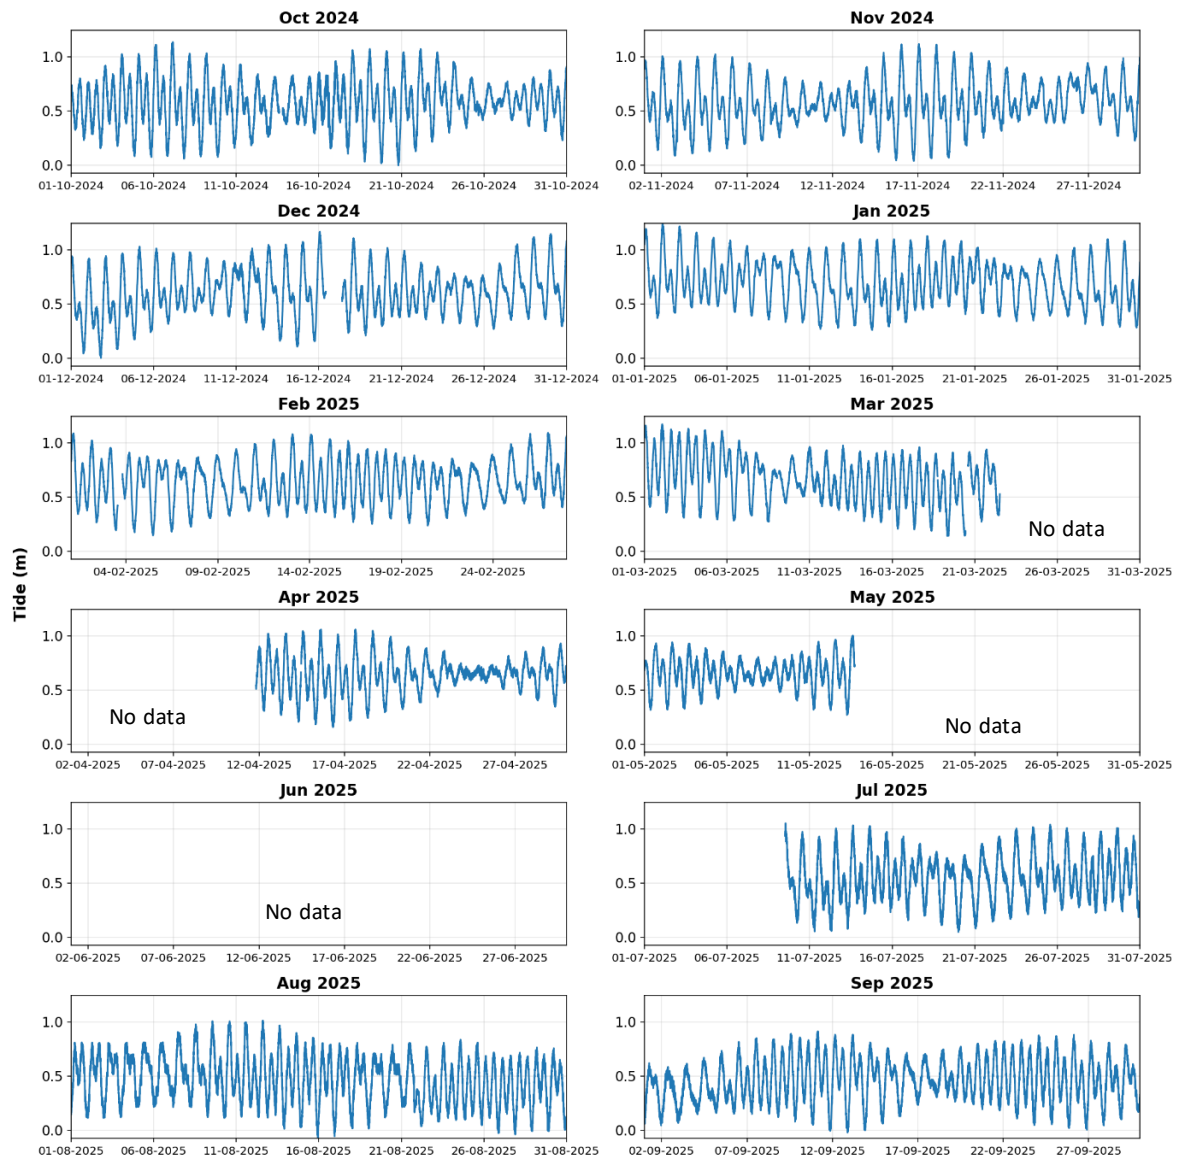 Oct 2024
Nov 2024
1.0
0.5
0.0
01-10-2024 06-10-2024 11-10-2024 16-10-2024 21-10-2024 26-10-2024 31-10-2024
1.0
0.5
0.0
02-11-2024 07-11-2024 12-11-2024 17-11-2024 22-11-2024 27-11-2024
Dec 2024
Jan 2025
1.0
0.5
0.0
01-12-2024 06-12-2024 11-12-2024 16-12-2024 21-12-2024 26-12-2024 31-12-2024
1.0
0.5
0.0
01-01-2025 06-01-2025 11-01-2025 16-01-2025 21-01-2025 26-01-2025 31-01-2025
Feb 2025
Mar 2025
1.0
0.5
0.0
04-02-2025 09-02-2025 14-02-2025 19-02-2025 24-02-2025
1.0
0.5
No data
0.0
01-03-2025 06-03-2025 11-03-2025 16-03-2025 21-03-2025 26-03-2025 31-03-2025
Tide (m)
Apr 2025
May 2025
1.0
0.5
No data
0.0
02-04-2025 07-04-2025 12-04-2025 17-04-2025 22-04-2025 27-04-2025
1.0
0.5
No data
0.0
01-05-2025 06-05-2025 11-05-2025 16-05-2025 21-05-2025 26-05-2025 31-05-2025
Jun 2025
Jul 2025
1.0
0.5
No data
0.0
02-06-2025 07-06-2025 12-06-2025 17-06-2025 22-06-2025 27-06-2025
1.0
0.5
0.0
01-07-2025 06-07-2025 11-07-2025 16-07-2025 21-07-2025 26-07-2025 31-07-2025
Aug 2025
Sep 2025
1.0
0.5
0.0
01-08-2025 06-08-2025 11-08-2025 16-08-2025 21-08-2025 26-08-2025 31-08-2025
1.0
0.5
0.0
02-09-2025 07-09-2025 12-09-2025 17-09-2025 22-09-2025 27-09-2025